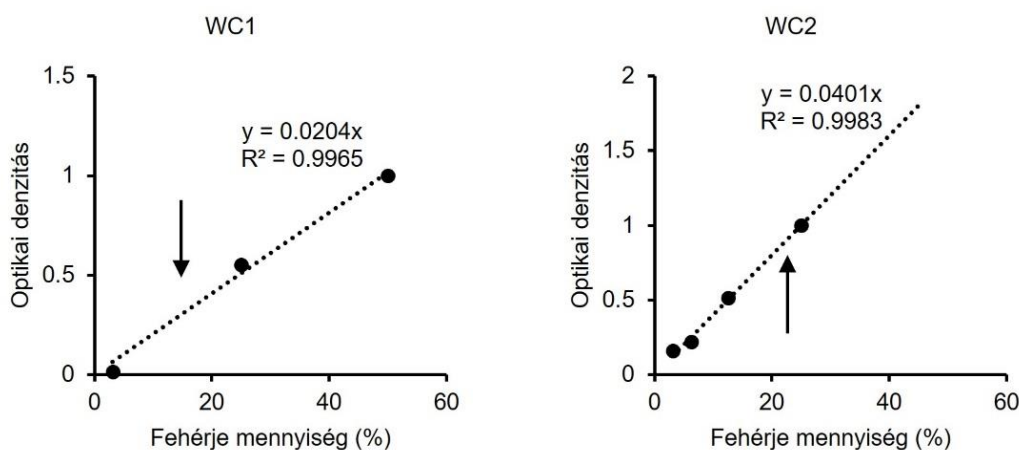 WC1
1.5
1
0.5
0
Optikai denzitás
y = 0.0204x
R² = 0.9965
0
20
40
60
Fehérje mennyiség (%)
WC2
2
1.5
1
0.5
0
Optikai denzitás
y = 0.0401x
R² = 0.9983
0
20
40
60
Fehérje mennyiség (%)